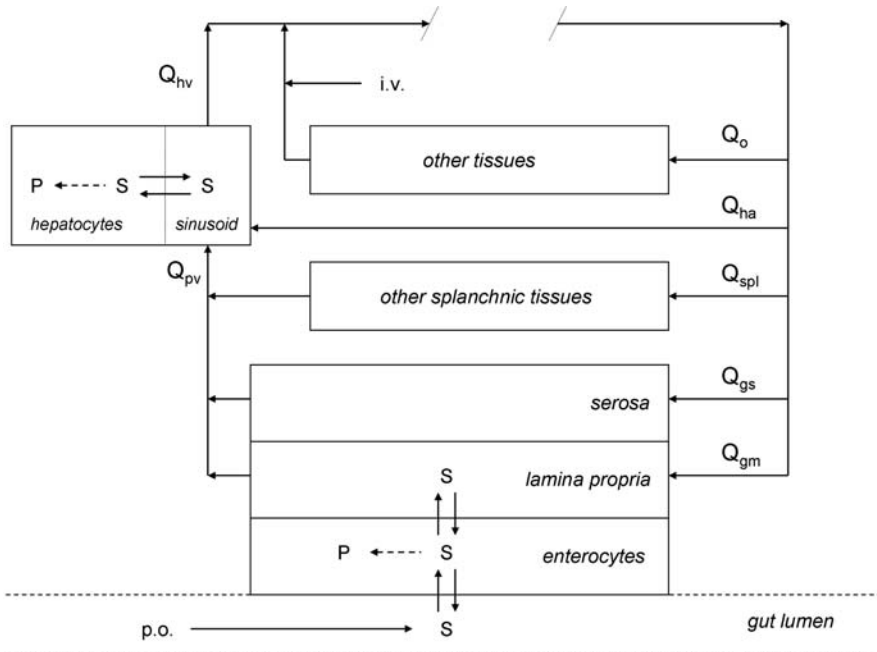 Q_hv
i.v.
other tissues
Q_o
P S S
hepatocytes sinusoid
Q_ha
Q_pv
other splanchnic tissues
Q_spl
serosa
Q_gs
S
lamina propria
Q_gm
P S
enterocytes
p.o. S
gut lumen